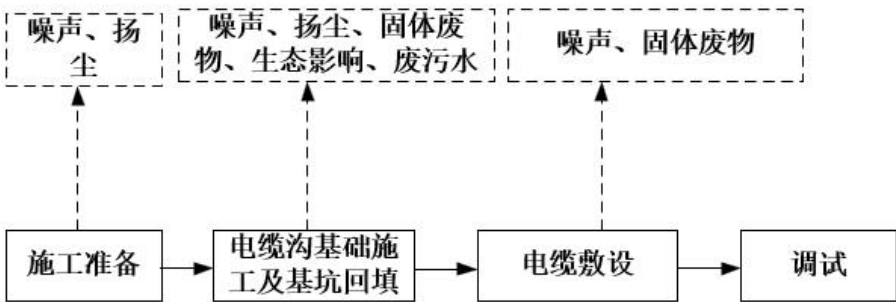 噪声、扬
尘
噪声、扬尘、固体废
物、生态影响、废污水
噪声、固体废物
施工准备
电缆沟基础施
工及基坑回填
电缆敷设
调试